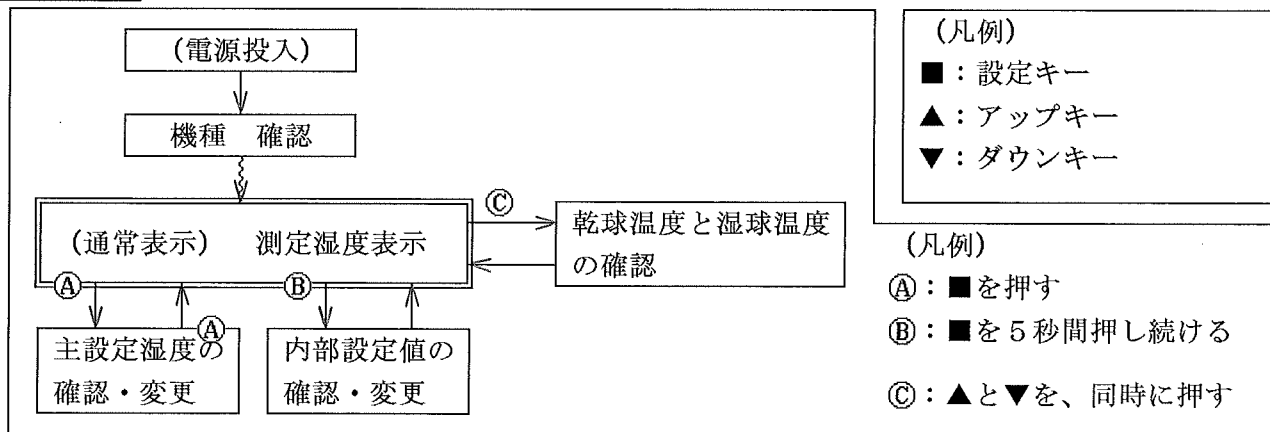 (電源投入)
機種 確認
(通常表示) 測定湿度表示
Ⓒ
乾球温度と湿球温度
の確認
Ⓐ
Ⓑ
Ⓐ
主設定湿度の
確認・変更
内部設定値の
確認・変更
(凡例)
■：設定キー
▲：アップキー
▼：ダウンキー
(凡例)
Ⓐ：■を押す
Ⓑ：■を５秒間押し続ける
Ⓒ：▲と▼を、同時に押す